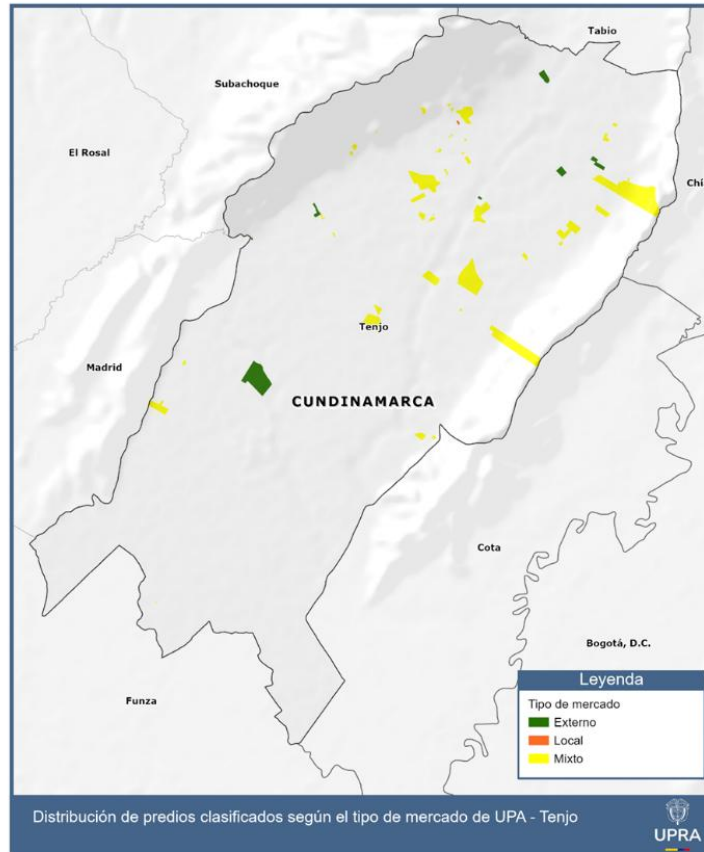 Tabio
Subachoque
El Rosal
Chí
Tenjo
Madrid
CUNDINAMARCA
Cota
Bogotá, D.C.
Funza
Leyenda
Tipo de mercado
Externo
Local
Mixto
Distribución de predios clasificados según el tipo de mercado de UPA - Tenjo
UPRA